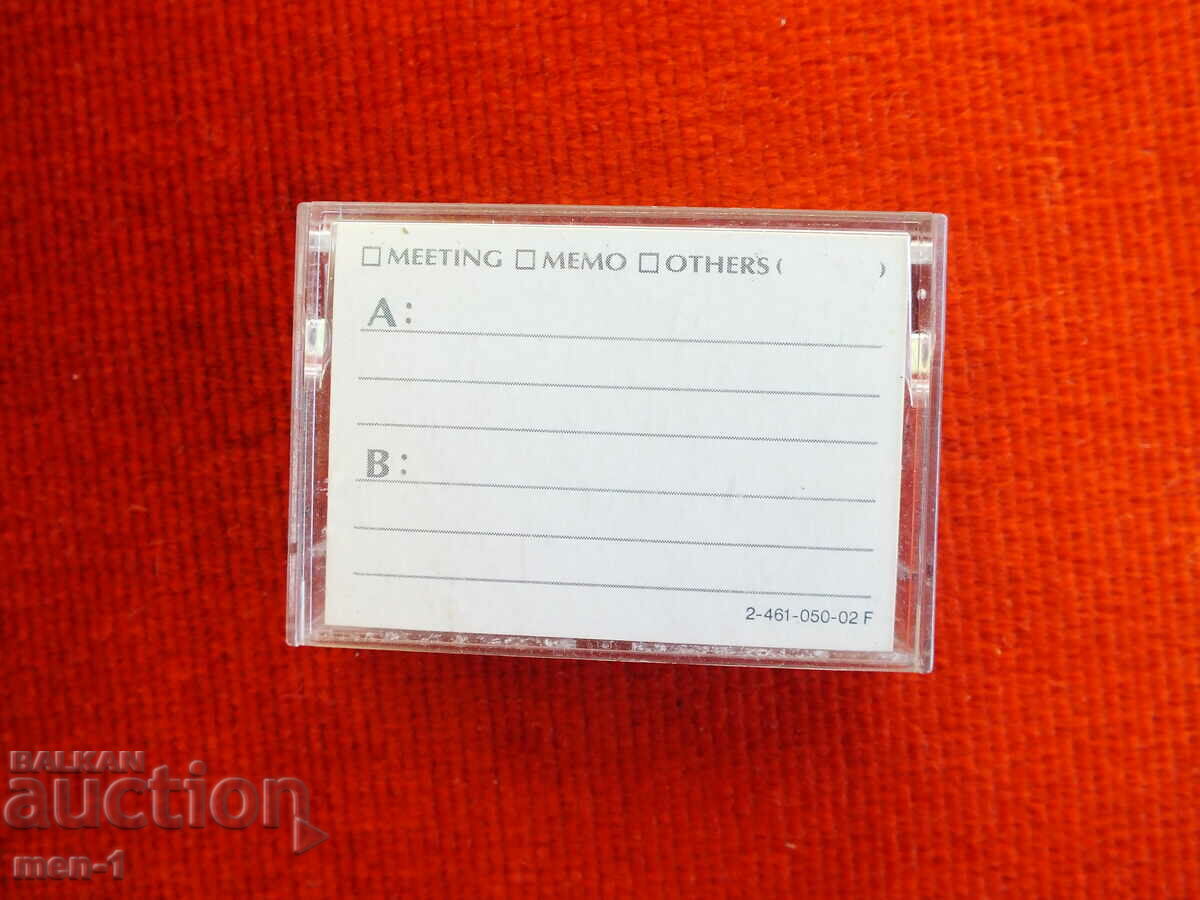 ☐ MEETING ☐ MEMO ☐ OTHERS ( )
A:
B:
2-461-050-02 F
BALKAN
auction
men-1